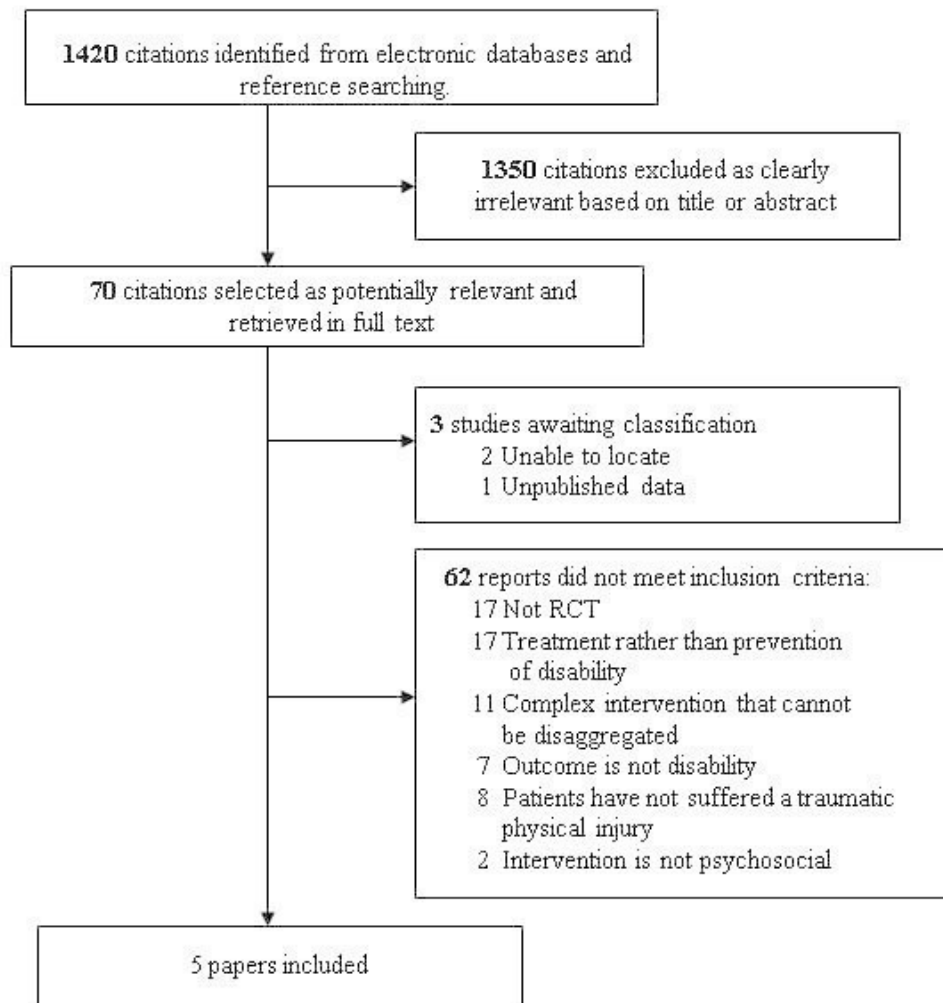 1420 citations identified from electronic databases and
reference searching.
1350 citations excluded as clearly
irrelevant based on title or abstract
70 citations selected as potentially relevant and
retrieved in full text
3 studies awaiting classification
2 Unable to locate
1 Unpublished data
62 reports did not meet inclusion criteria:
17 Not RCT
17 Treatment rather than prevention
of disability
11 Complex intervention that cannot
be disaggregated
7 Outcome is not disability
8 Patients have not suffered a traumatic
physical injury
2 Intervention is not psychosocial
5 papers included